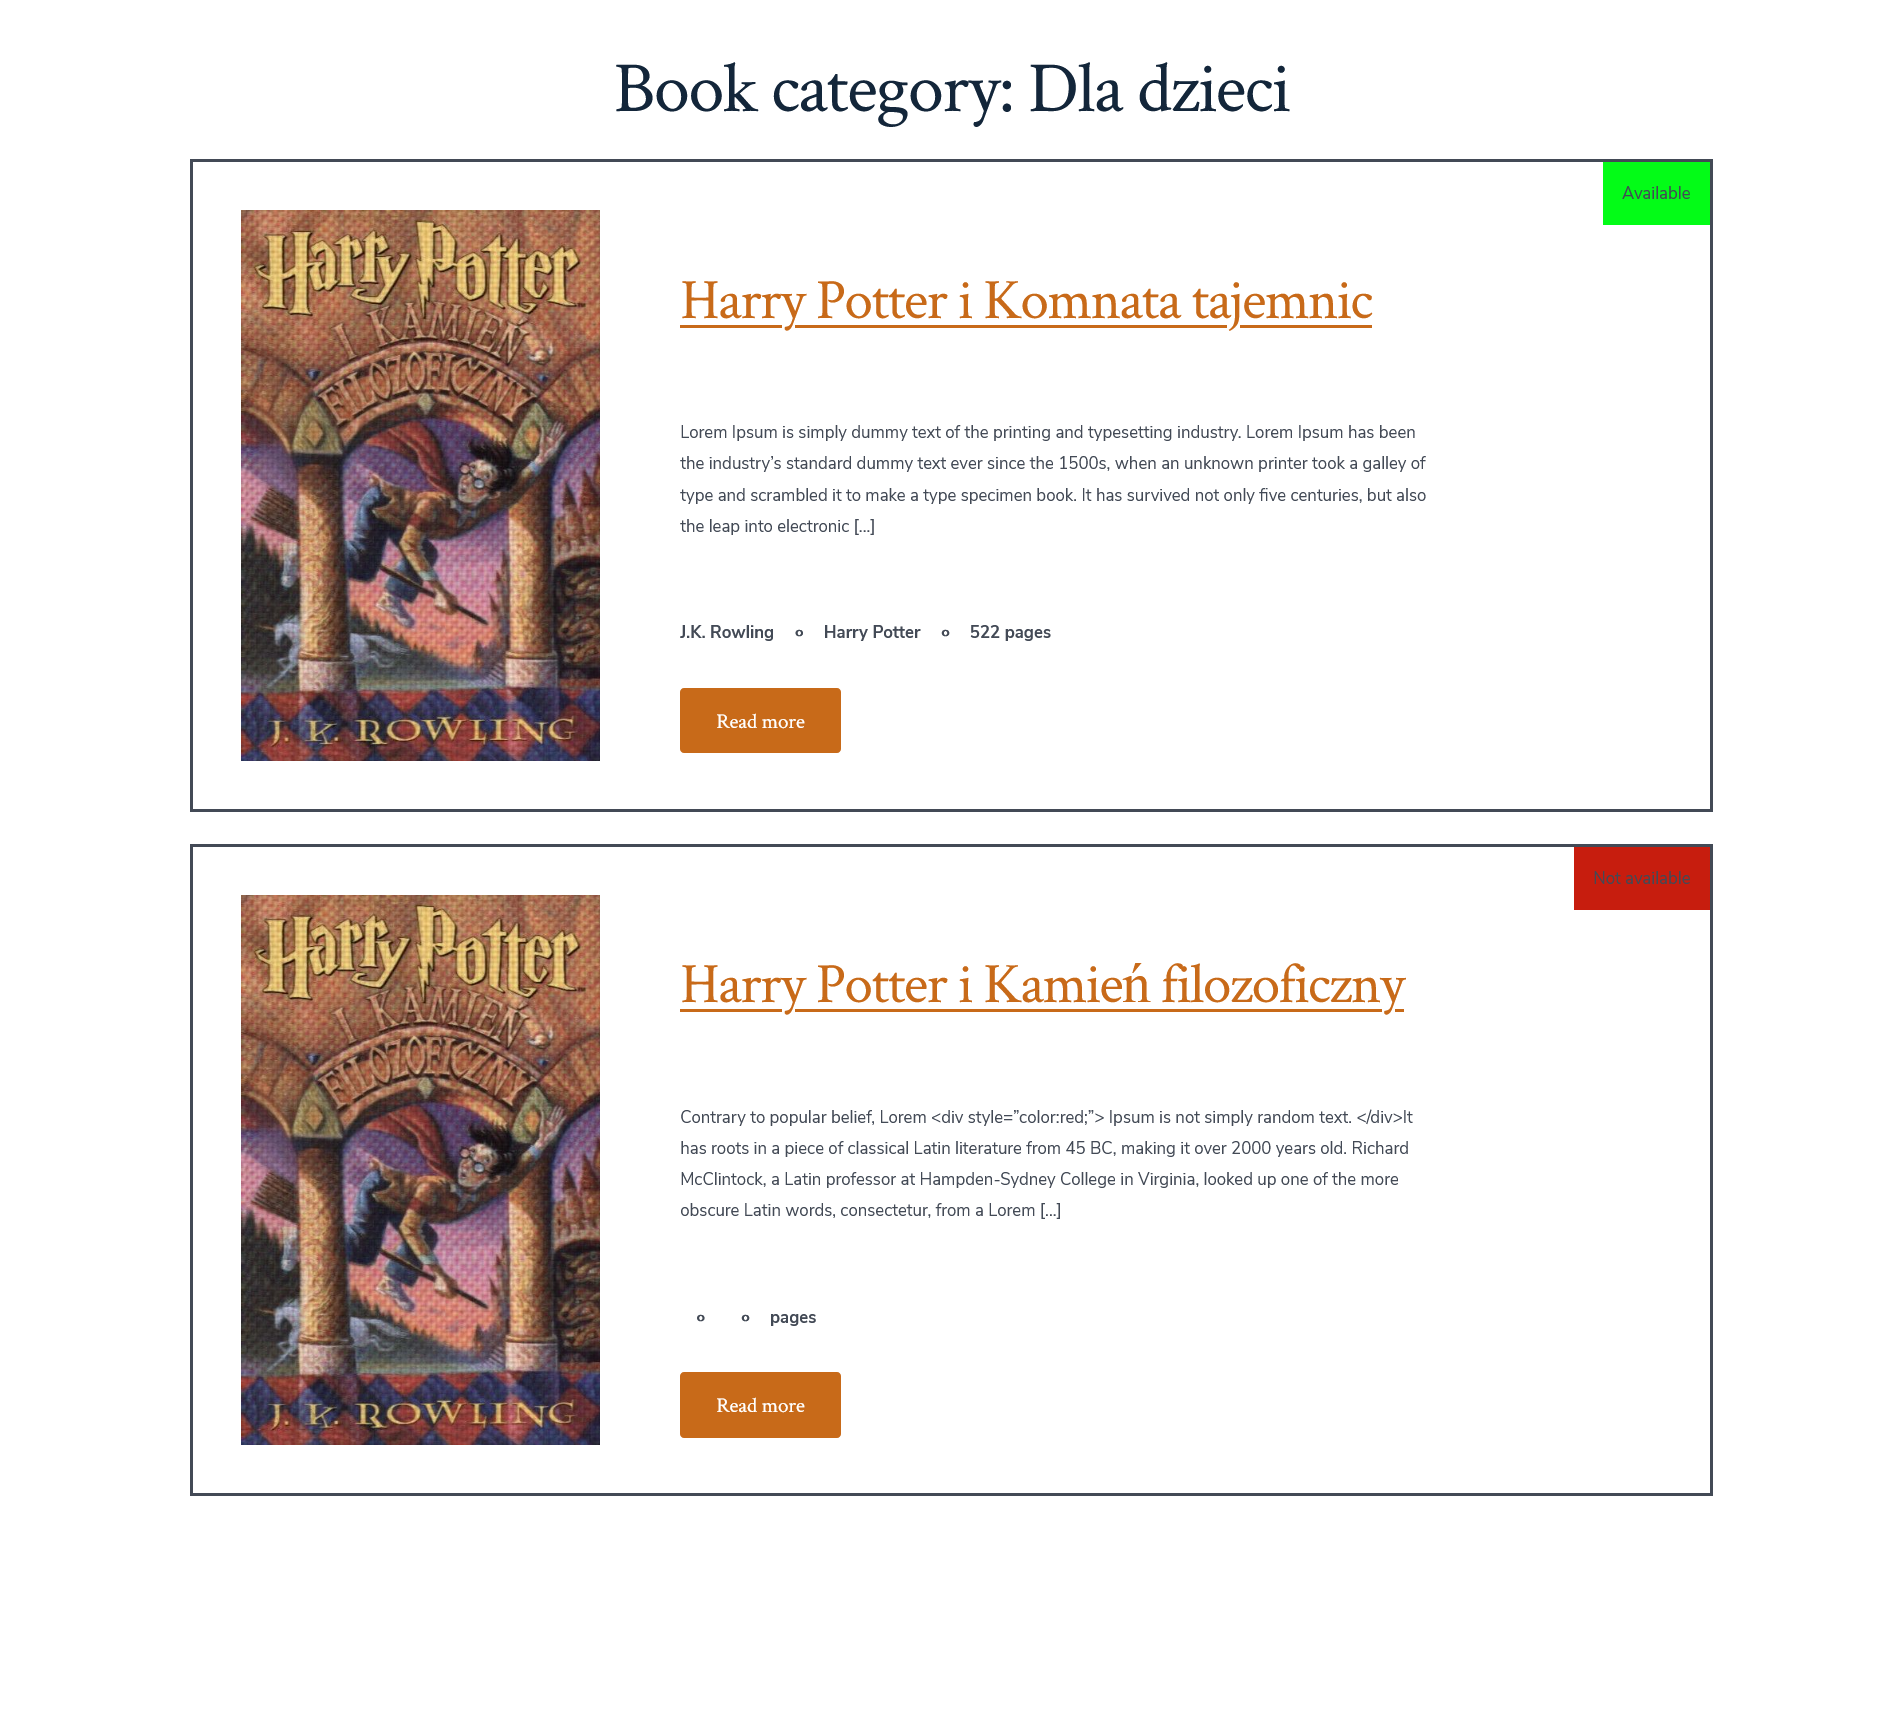 Book category: Dla dzieci
Available
Harry Potter
I KAMIEŃ
FILOZOFICZNY
J. K. ROWLING
Harry Potter i Komnata tajemnic
Lorem Ipsum is simply dummy text of the printing and typesetting industry. Lorem Ipsum has been
the industry’s standard dummy text ever since the 1500s, when an unknown printer took a galley of
type and scrambled it to make a type specimen book. It has survived not only five centuries, but also
the leap into electronic […]
J.K. Rowling o Harry Potter o 522 pages
Read more
Not available
Harry Potter
I KAMIEŃ
FILOZOFICZNY
J. K. ROWLING
Harry Potter i Kamień filozoficzny
Contrary to popular belief, Lorem <div style=”color:red;”> Ipsum is not simply random text. </div>It
has roots in a piece of classical Latin literature from 45 BC, making it over 2000 years old. Richard
McClintock, a Latin professor at Hampden-Sydney College in Virginia, looked up one of the more
obscure Latin words, consectetur, from a Lorem […]
o o pages
Read more